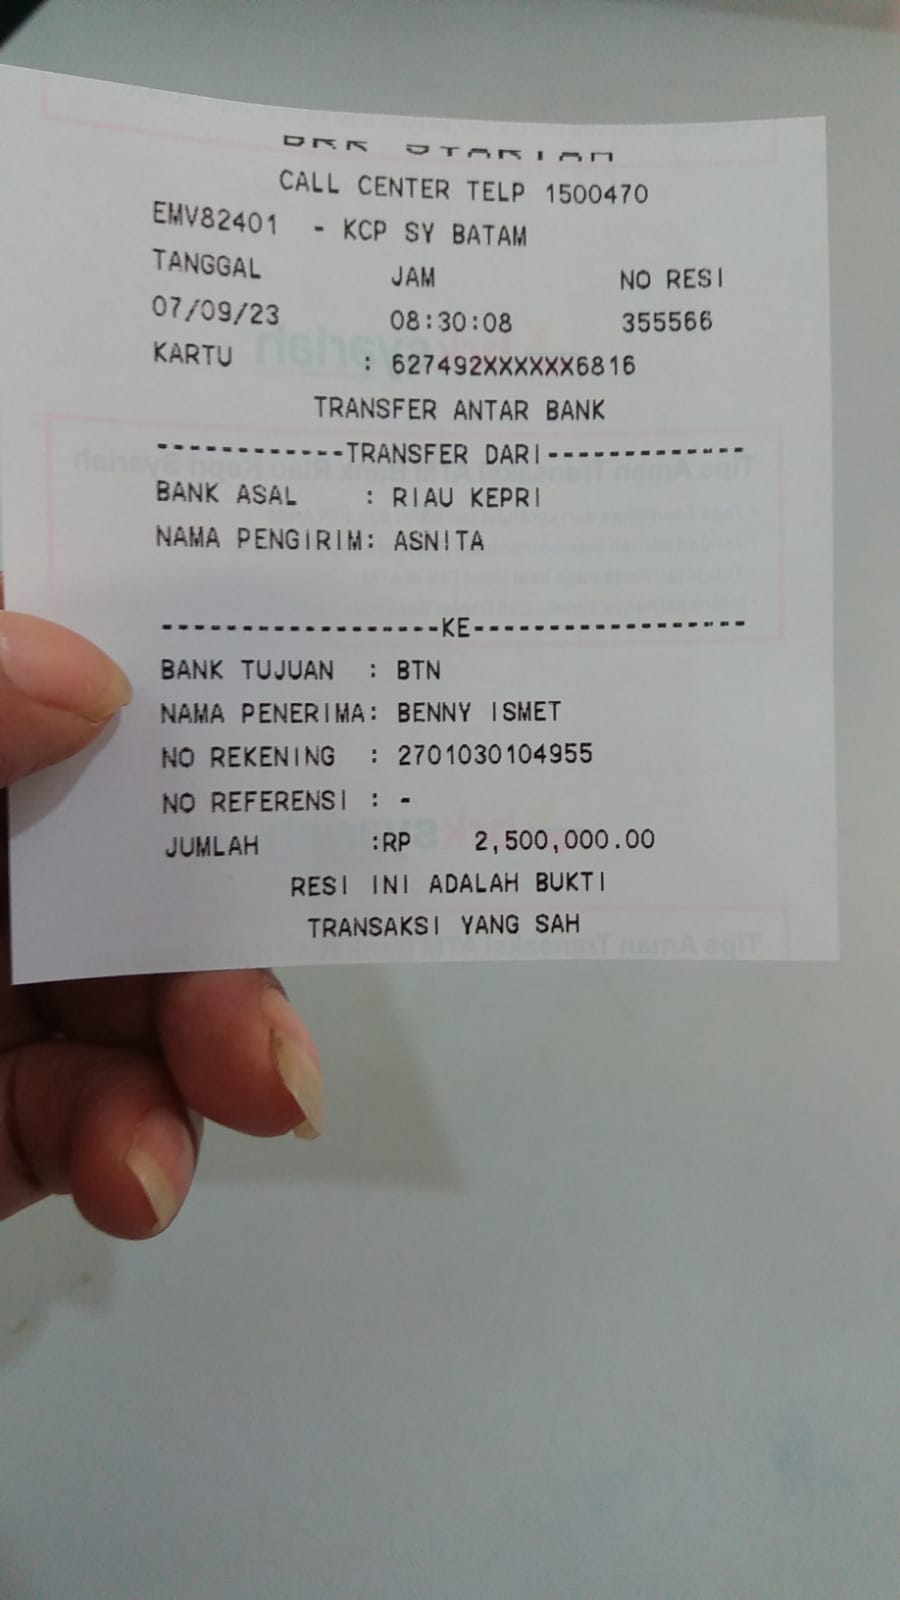 BRK SYARIAH
CALL CENTER TELP 1500470
EMV82401 - KCP SY BATAM
TANGGAL JAM NO RESI
07/09/23 08:30:08 355566
KARTU : 627492XXXXXX6816
TRANSFER ANTAR BANK
------------TRANSFER DARI-------------
BANK ASAL : RIAU KEPRI
NAMA PENGIRIM: ASNITA
------------------KE------------------
BANK TUJUAN : BTN
NAMA PENERIMA: BENNY ISMET
NO REKENING : 2701030104955
NO REFERENSI : -
JUMLAH :RP 2,500,000.00
RESI INI ADALAH BUKTI
TRANSAKSI YANG SAH